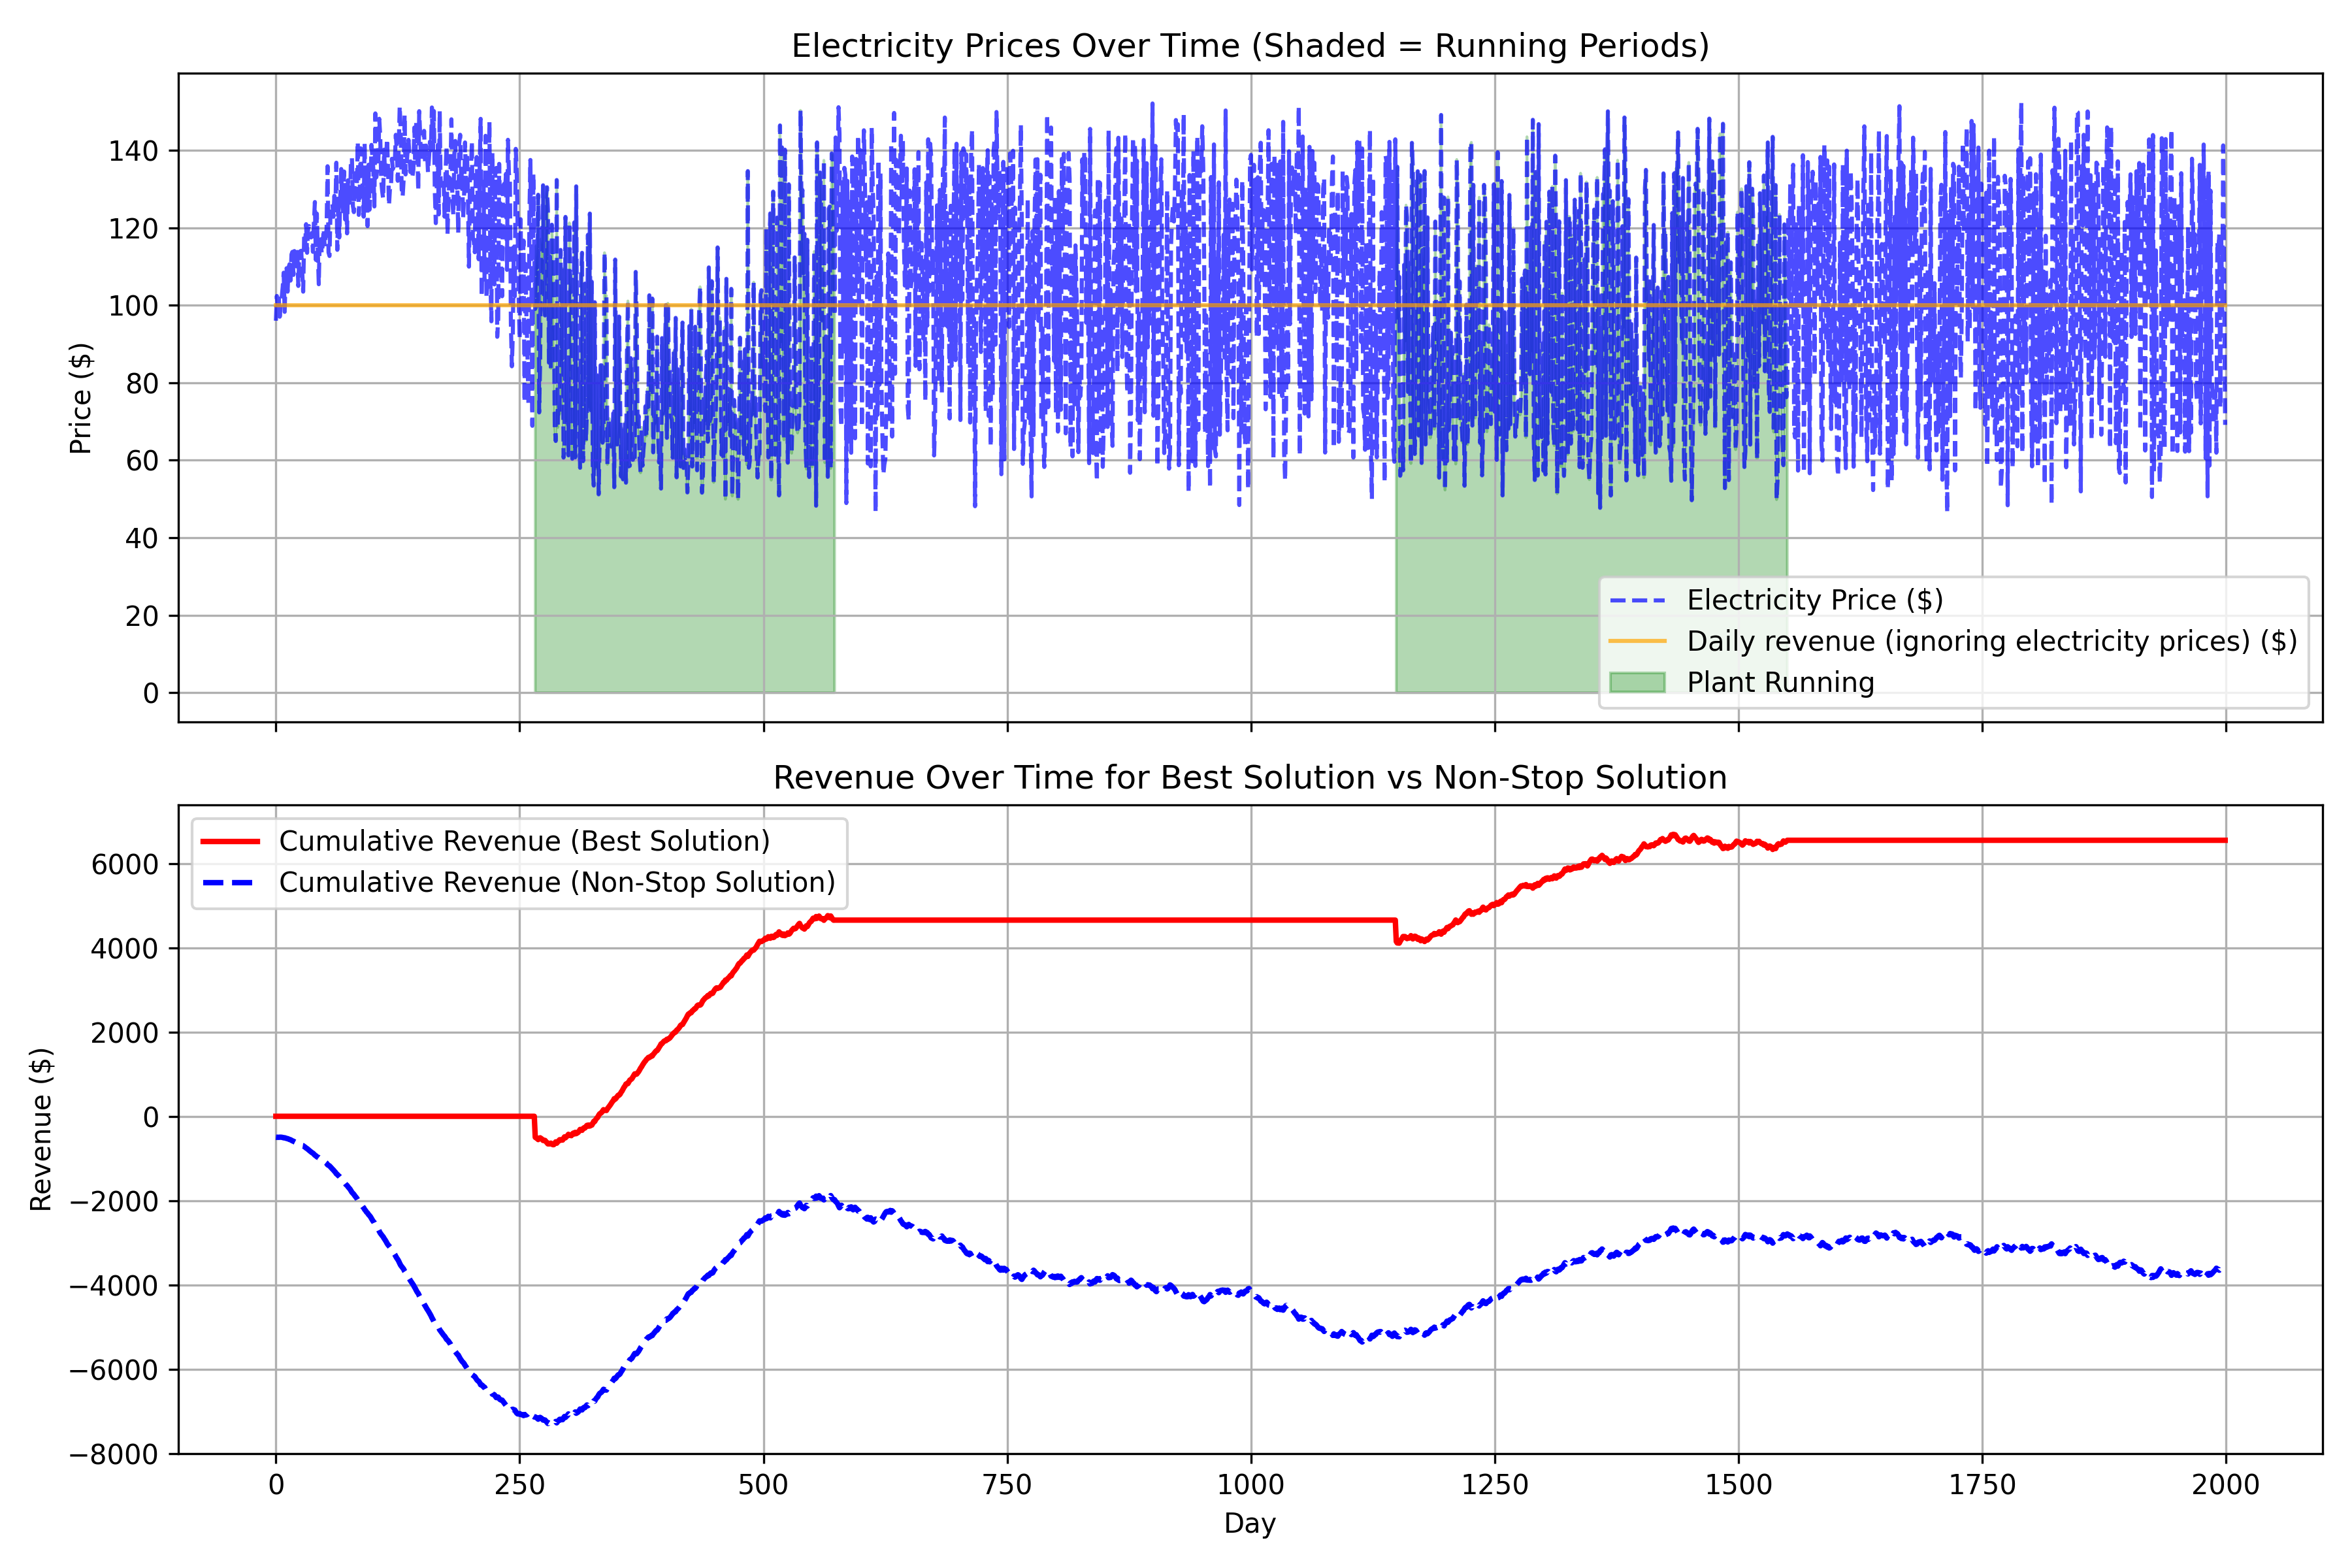 Electricity Prices Over Time (Shaded = Running Periods)
140
120
100
80
60
40
20
0
Price ($)
Electricity Price ($)
Daily revenue (ignoring electricity prices) ($)
Plant Running
Revenue Over Time for Best Solution vs Non-Stop Solution
Cumulative Revenue (Best Solution)
Cumulative Revenue (Non-Stop Solution)
6000
4000
2000
0
−2000
−4000
−6000
−8000
Revenue ($)
0 250 500 750 1000 1250 1500 1750 2000
Day